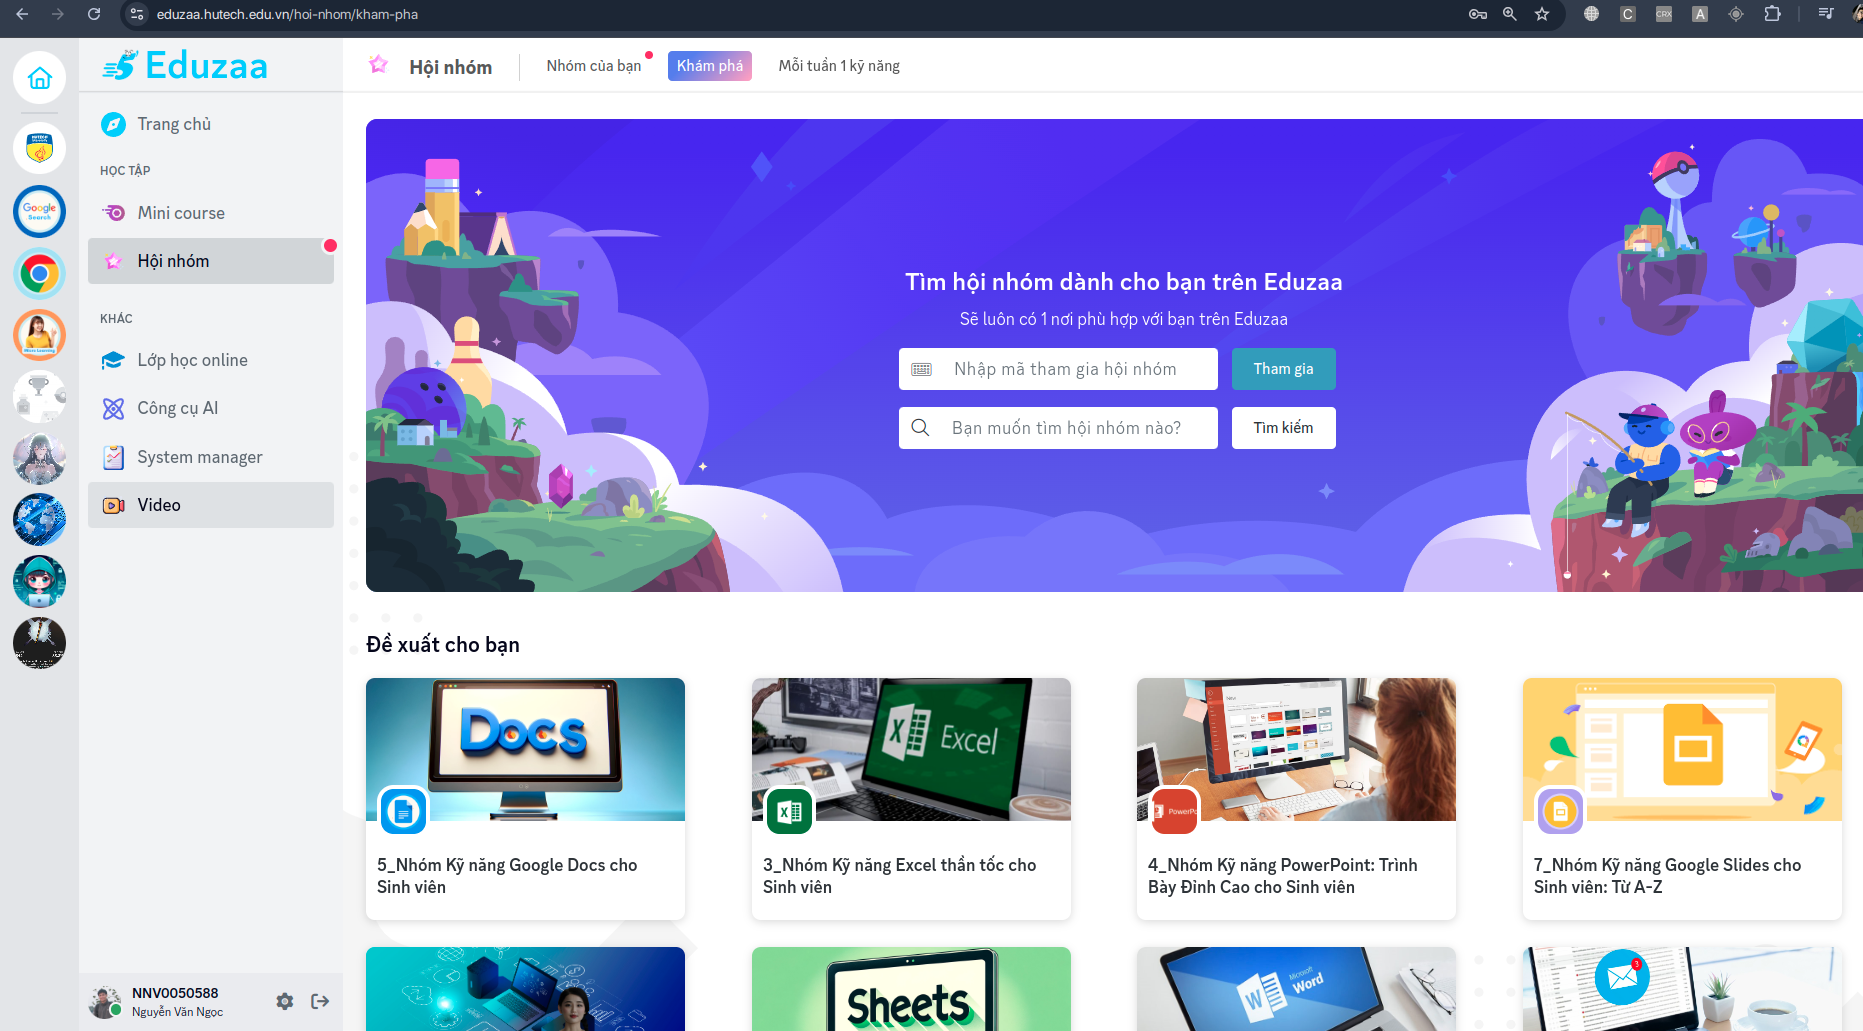 eduzaa.hutech.edu.vn/hoi-nhom/kham-pha
Eduzaa
Hội nhóm
Nhóm của bạn
Khám phá
Mỗi tuần 1 kỹ năng
Trang chủ
HỌC TẬP
Mini course
Hội nhóm
KHÁC
Lớp học online
Công cụ AI
System manager
Video
Google
Search
Tìm hội nhóm dành cho bạn trên Eduzaa
Sẽ luôn có 1 nơi phù hợp với bạn trên Eduzaa
Nhập mã tham gia hội nhóm
Tham gia
Bạn muốn tìm hội nhóm nào?
Tìm kiếm
Đề xuất cho bạn
Docs
Excel
5_Nhóm Kỹ năng Google Docs cho
Sinh viên
3_Nhóm Kỹ năng Excel thần tốc cho
Sinh viên
4_Nhóm Kỹ năng PowerPoint: Trình
Bày Đỉnh Cao cho Sinh viên
7_Nhóm Kỹ năng Google Slides cho
Sinh viên: Từ A-Z
Sheets
Microsoft
Word
3
NNV0050588
Nguyễn Văn Ngọc